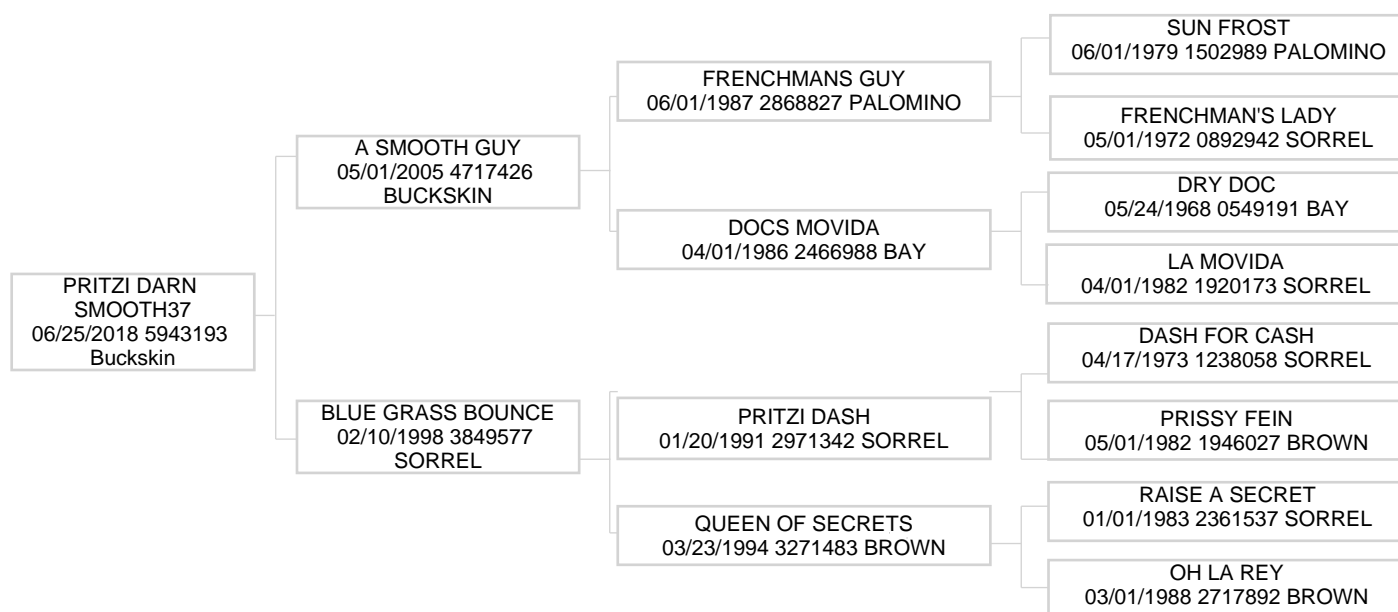 PRITZI DARN
SMOOTH37
06/25/2018 5943193
Buckskin
A SMOOTH GUY
05/01/2005 4717426
BUCKSKIN
BLUE GRASS BOUNCE
02/10/1998 3849577
SORREL
FRENCHMANS GUY
06/01/1987 2868827 PALOMINO
DOCS MOVIDA
04/01/1986 2466988 BAY
PRITZI DASH
01/20/1991 2971342 SORREL
QUEEN OF SECRETS
03/23/1994 3271483 BROWN
SUN FROST
06/01/1979 1502989 PALOMINO
FRENCHMAN'S LADY
05/01/1972 0892942 SORREL
DRY DOC
05/24/1968 0549191 BAY
LA MOVIDA
04/01/1982 1920173 SORREL
DASH FOR CASH
04/17/1973 1238058 SORREL
PRISSY FEIN
05/01/1982 1946027 BROWN
RAISE A SECRET
01/01/1983 2361537 SORREL
OH LA REY
03/01/1988 2717892 BROWN